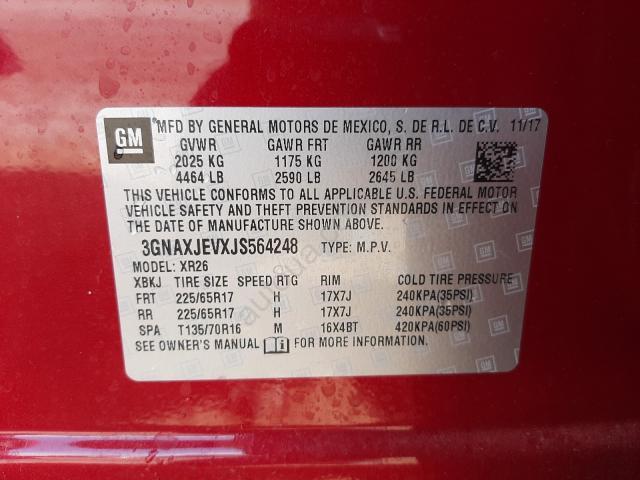 GM MFD BY GENERAL MOTORS DE MEXICO, S. DE R.L. DE C.V. 11/17
GVWR GAWR FRT GAWR RR
2025 KG 1175 KG 1200 KG
4464 LB 2590 LB 2645 LB
THIS VEHICLE CONFORMS TO ALL APPLICABLE U.S. FEDERAL MOTOR
VEHICLE SAFETY AND THEFT PREVENTION STANDARDS IN EFFECT ON
THE DATE OF MANUFACTURE SHOWN ABOVE.
3GNAXJEVXJS564248 TYPE: M.P.V.
MODEL: XR26
XBKJ TIRE SIZE SPEED RTG RIM COLD TIRE PRESSURE
FRT 225/65R17 H 17X7J 240KPA(35PSI)
RR 225/65R17 H 17X7J 240KPA(35PSI)
SPA T135/70R16 M 16X4BT 420KPA(60PSI)
SEE OWNER'S MANUAL FOR MORE INFORMATION.